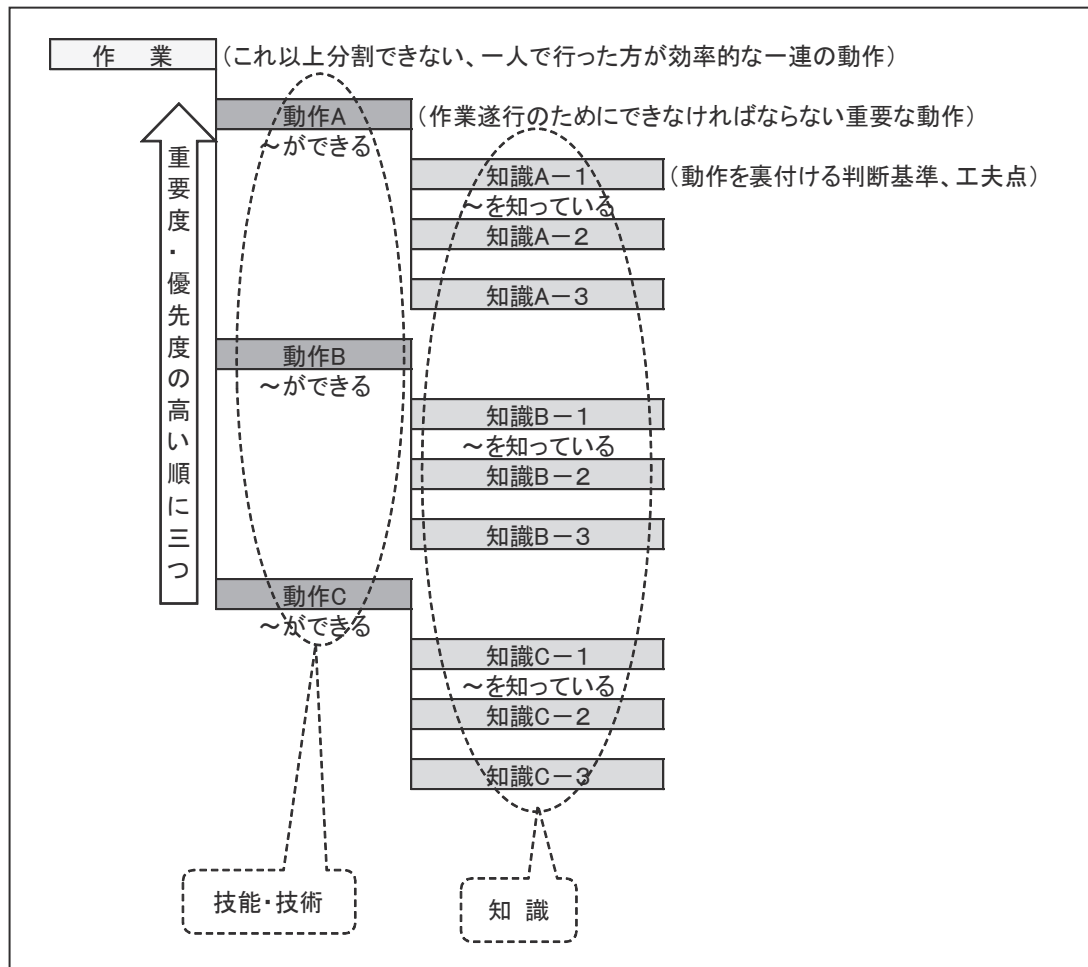 作　業　（これ以上分割できない、一人で行った方が効率的な一連の動作）
動作A　（作業遂行のためにできなければならない重要な動作）
～ができる
知識A－1　（動作を裏付ける判断基準、工夫点）
～を知っている
知識A－2
知識A－3
重要度・優先度の高い順に三つ
動作B
～ができる
知識B－1
～を知っている
知識B－2
知識B－3
動作C
～ができる
知識C－1
～を知っている
知識C－2
知識C－3
技能・技術
知 識